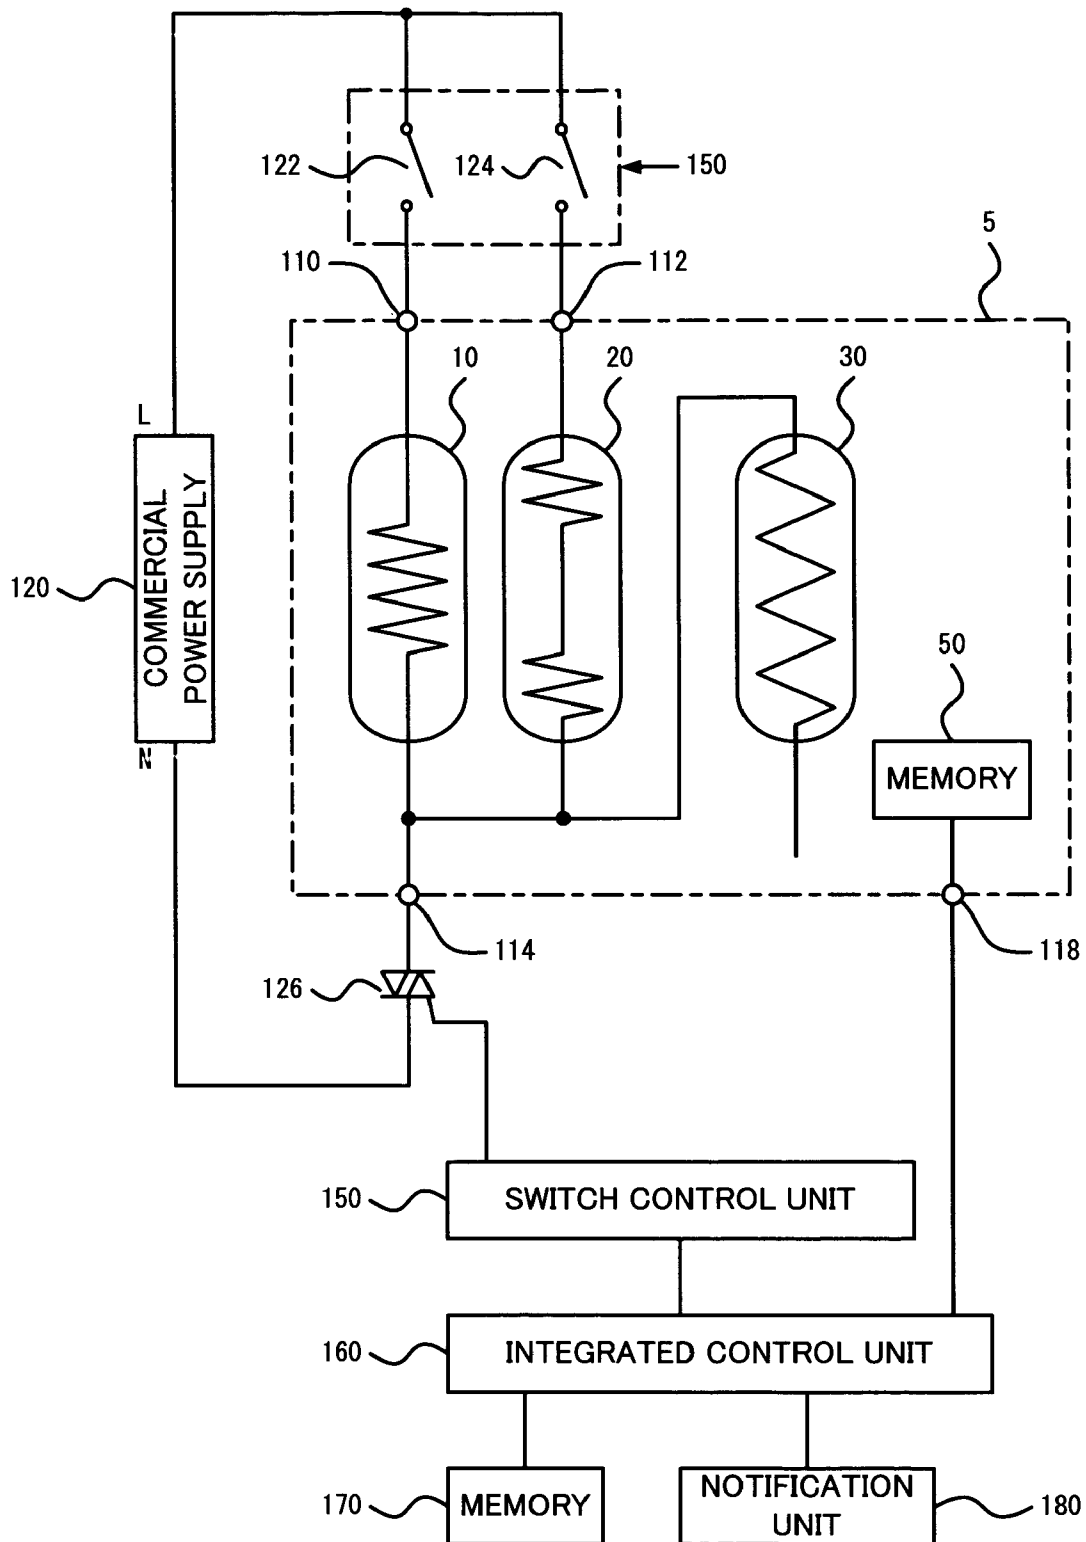 122
124
150
5
110
112
10
20
30
L
COMMERCIAL
POWER SUPPLY
120
N
50
MEMORY
114
118
126
150
SWITCH CONTROL UNIT
160
INTEGRATED CONTROL UNIT
170
MEMORY
NOTIFICATION
UNIT
180